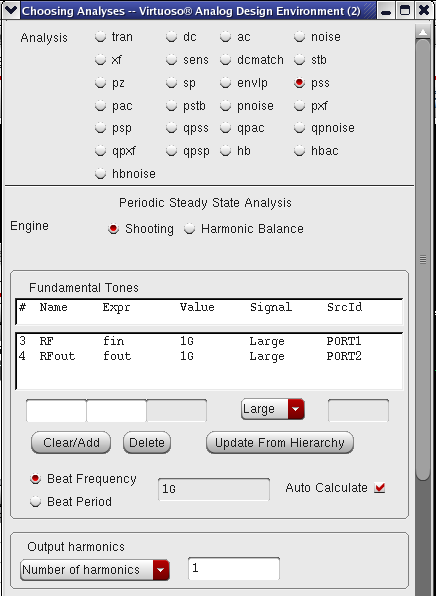 Choosing Analyses -- Virtuoso® Analog Design Environment (2)
Analysis tran dc ac noise
xf sens dcmatch stb
pz sp envlp pss
pac pstb pnoise pxf
psp qpss qpac qpnoise
qpxf qpsp hb hbac
hbnoise
Periodic Steady State Analysis
Engine Shooting Harmonic Balance
Fundamental Tones
# Name Expr Value Signal SrcId
3 RF fin 1G Large PORT1
4 RFout fout 1G Large PORT2
Large
Clear/Add Delete Update From Hierarchy
Beat Frequency 1G Auto Calculate
Beat Period
Output harmonics
Number of harmonics 1